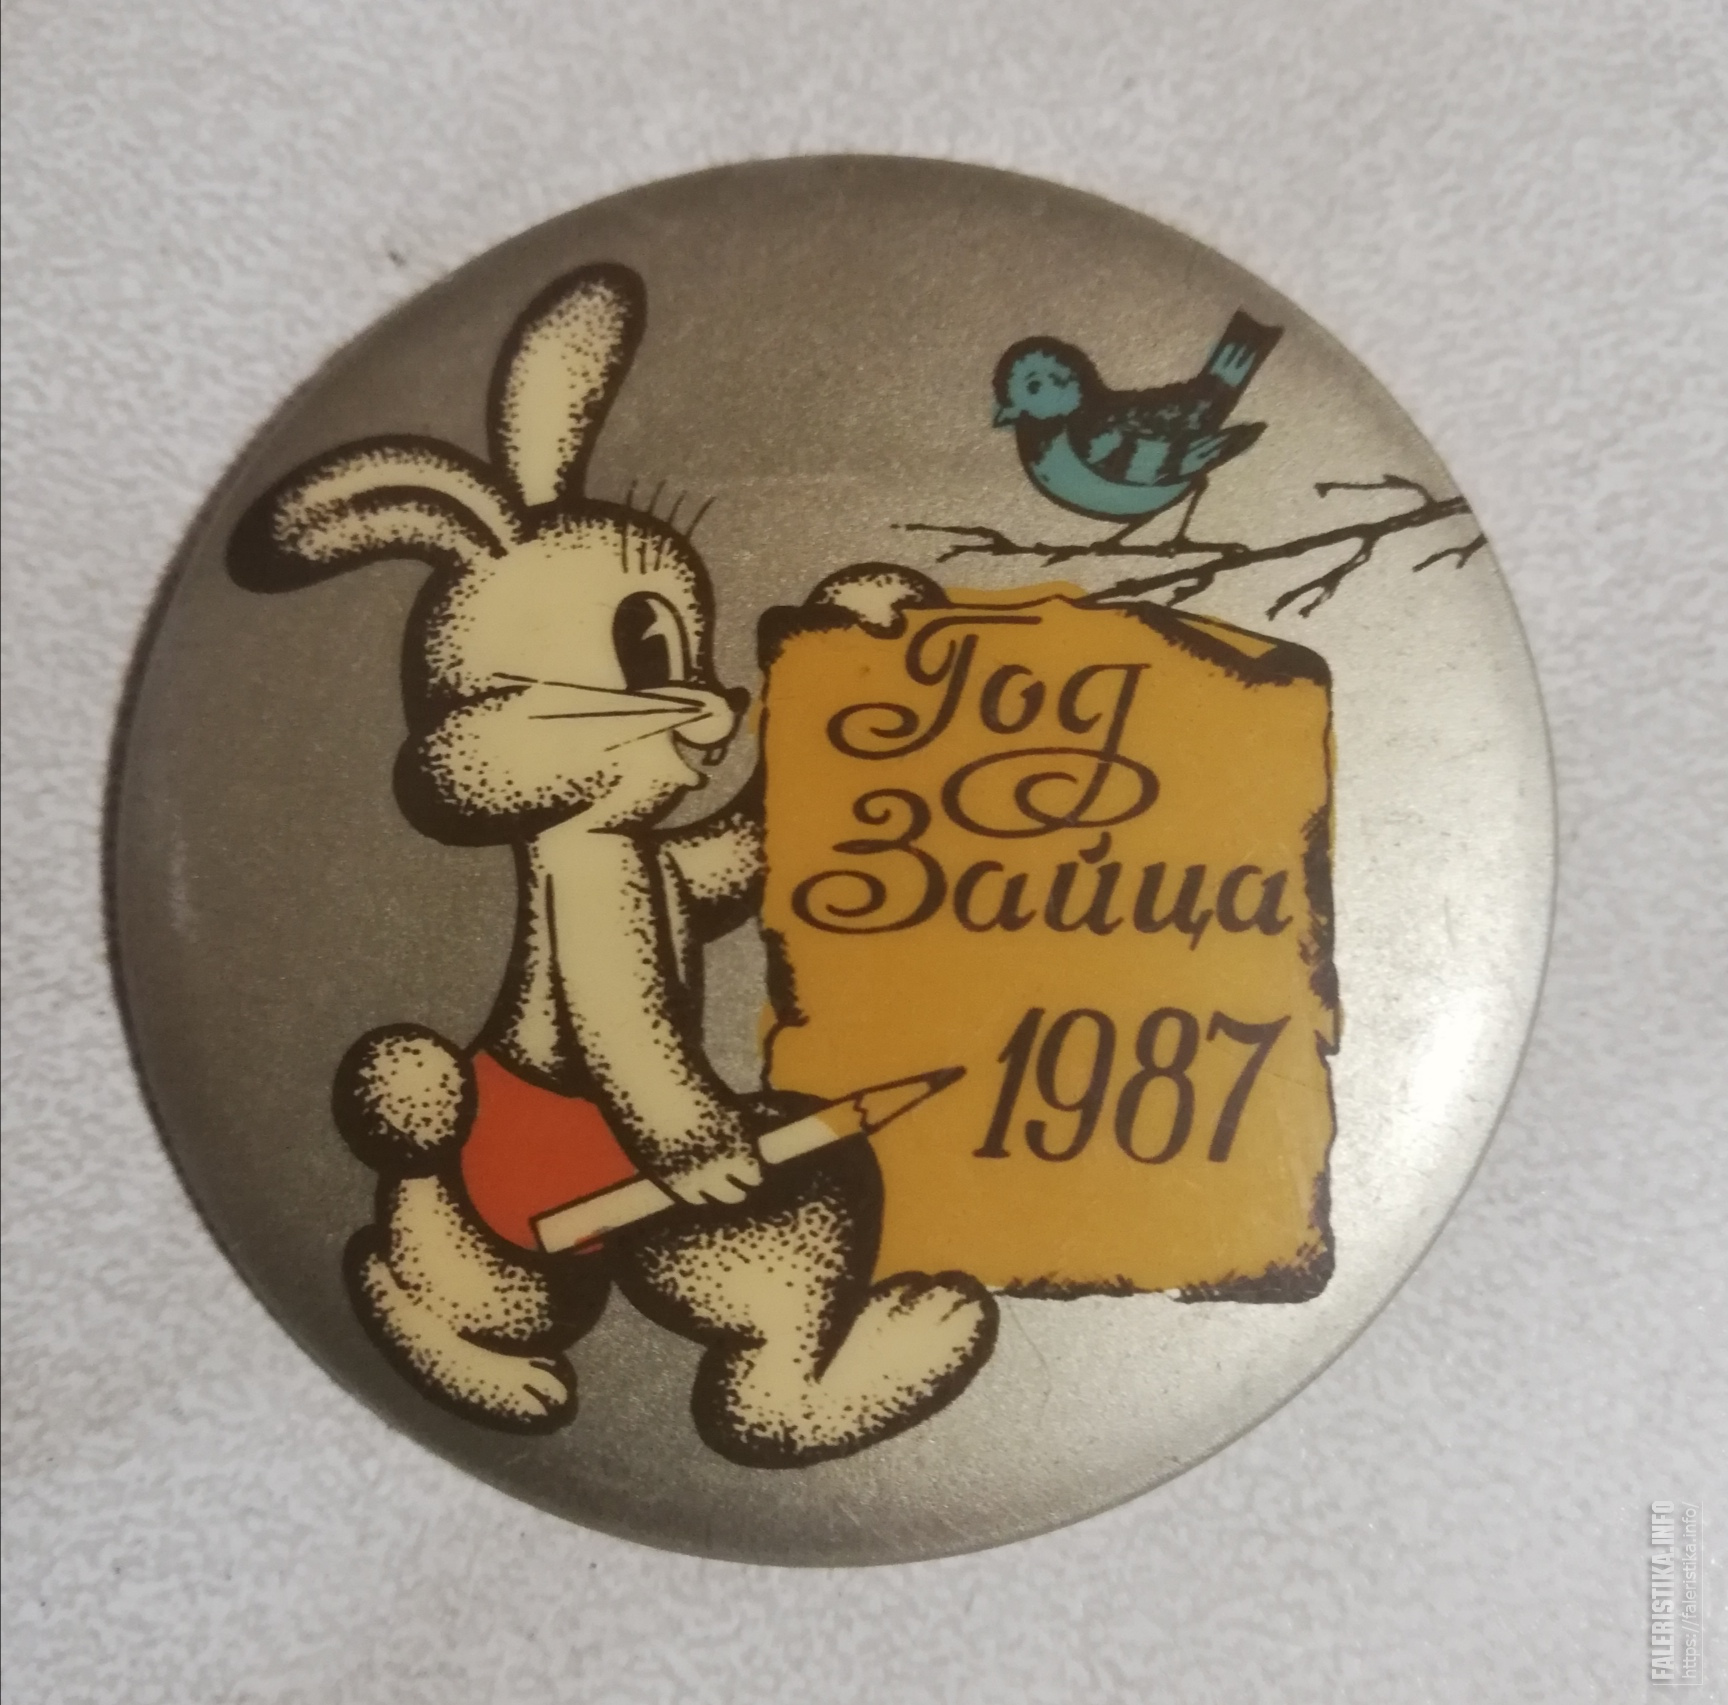 Год
Зайца
1987
FALERISTIKA.INFO
https://faleristika.info/